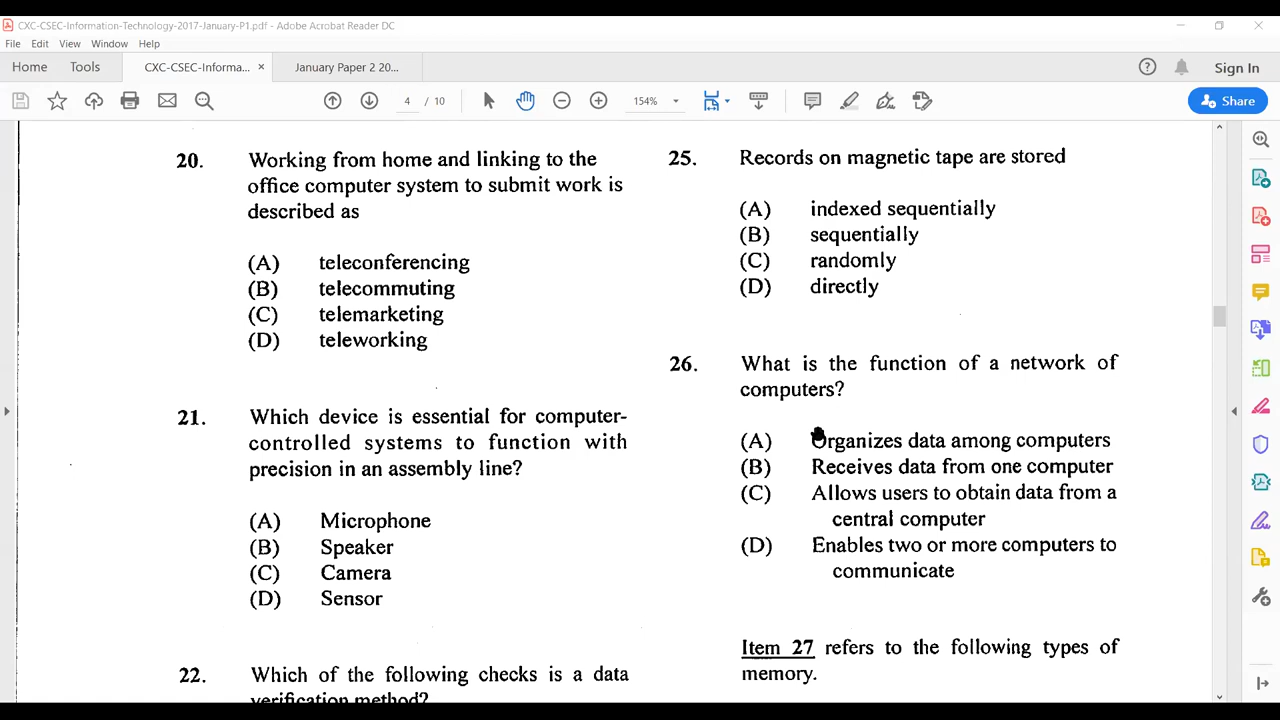 CXC-CSEC-Information-Technology-2017-January-P1.pdf - Adobe Acrobat Reader DC
File Edit View Window Help
Home Tools CXC-CSEC-Informa... × January Paper 2 20... Sign In
4 / 10 154% Share
20. Working from home and linking to the
office computer system to submit work is
described as
(A) teleconferencing
(B) telecommuting
(C) telemarketing
(D) teleworking
21. Which device is essential for computer-
controlled systems to function with
precision in an assembly line?
(A) Microphone
(B) Speaker
(C) Camera
(D) Sensor
22. Which of the following checks is a data
verification method?
25. Records on magnetic tape are stored
(A) indexed sequentially
(B) sequentially
(C) randomly
(D) directly
26. What is the function of a network of
computers?
(A) Organizes data among computers
(B) Receives data from one computer
(C) Allows users to obtain data from a
central computer
(D) Enables two or more computers to
communicate
Item 27 refers to the following types of
memory.